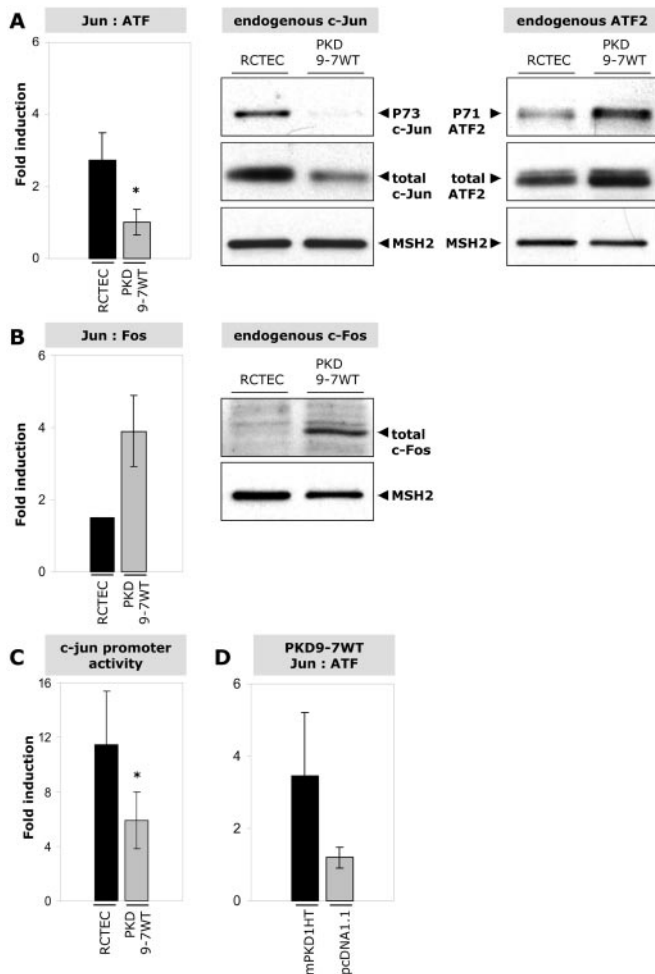 A
Jun : ATF
Fold induction
6
4
2
0
*
RCTEC
PKD
9-7WT
endogenous c-Jun
RCTEC
PKD
9-7WT
P73
c-Jun
total
c-Jun
MSH2
endogenous ATF2
RCTEC
PKD
9-7WT
P71
ATF2
total
ATF2
MSH2
B
Jun : Fos
Fold induction
6
4
2
0
RCTEC
PKD
9-7WT
endogenous c-Fos
RCTEC
PKD
9-7WT
total
c-Fos
MSH2
C
c-jun promoter
activity
Fold induction
16
12
8
4
0
*
RCTEC
PKD
9-7WT
D
PKD9-7WT
Jun : ATF
6
4
2
0
mPKD1HT
pcDNA1.1